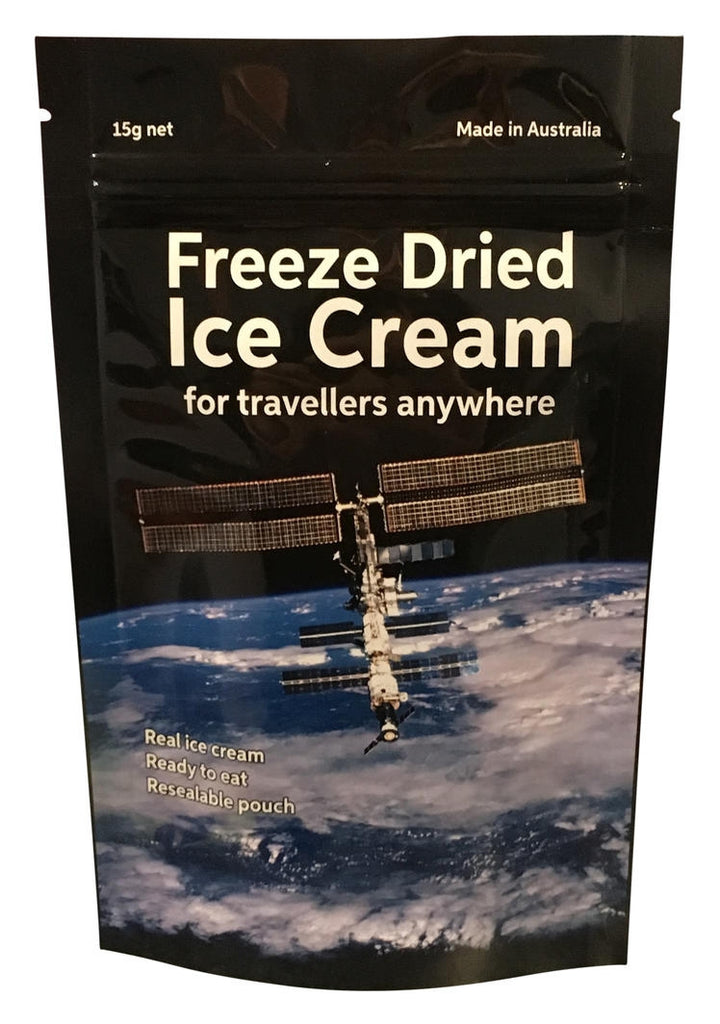 15g net
Made in Australia
Freeze Dried
Ice Cream
for travellers anywhere
Real ice cream
Ready to eat
Resealable pouch